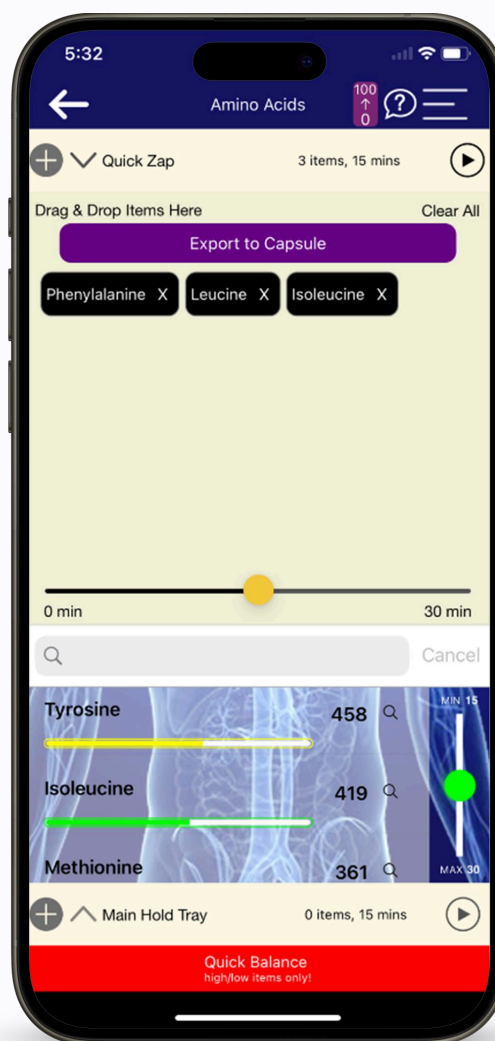 5:32
Amino Acids
100
↑
0
?
Quick Zap 3 items, 15 mins
Drag & Drop Items Here Clear All
Export to Capsule
Phenylalanine X Leucine X Isoleucine X
0 min 30 min
Cancel
Tyrosine 458
MIN 15
Isoleucine 419
Methionine 361
MAX 30
Main Hold Tray 0 items, 15 mins
Quick Balance
high/low items only!